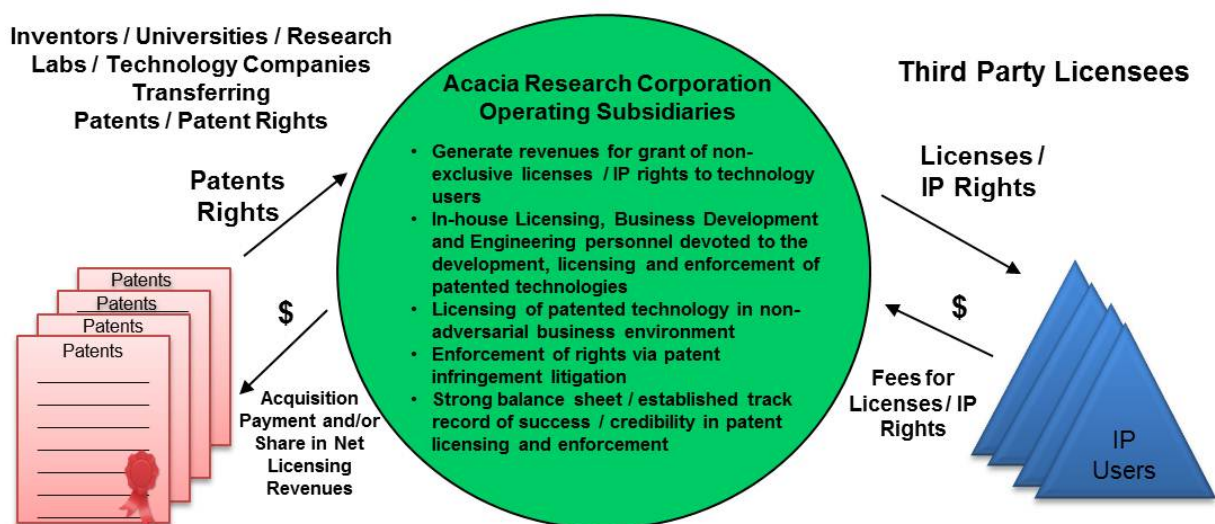 Inventors / Universities / Research
Labs / Technology Companies
Transferring
Patents / Patent Rights
Patents
Rights
Patents
Patents
Patents
Patents
$
Acquisition
Payment and/or
Share in Net
Licensing
Revenues
Acacia Research Corporation
Operating Subsidiaries
• Generate revenues for grant of non-
exclusive licenses / IP rights to technology
users
• In-house Licensing, Business Development
and Engineering personnel devoted to the
development, licensing and enforcement of
patented technologies
• Licensing of patented technology in non-
adversarial business environment
• Enforcement of rights via patent
infringement litigation
• Strong balance sheet / established track
record of success / credibility in patent
licensing and enforcement
Third Party Licensees
Licenses /
IP Rights
$
Fees for
Licenses / IP
Rights
IP
Users